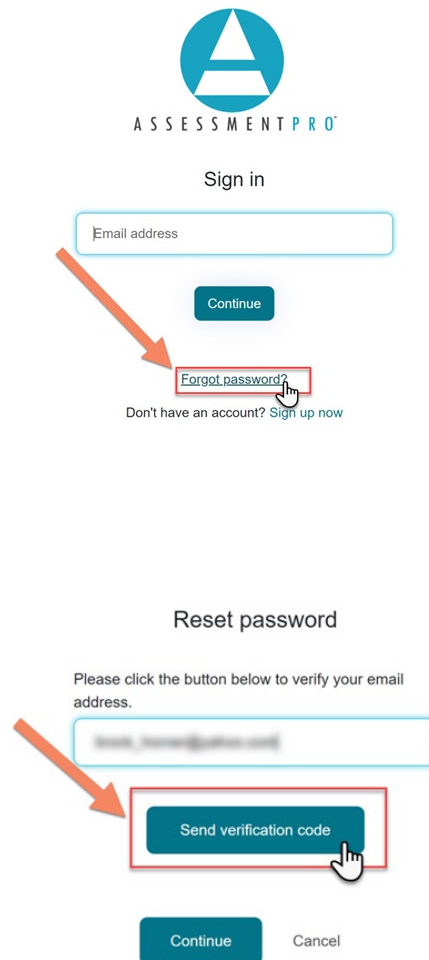 ASSESSMENTPRO
Sign in
Email address
Continue
Forgot password?
Don't have an account? Sign up now
Reset password
Please click the button below to verify your email
address.
Send verification code
Continue
Cancel